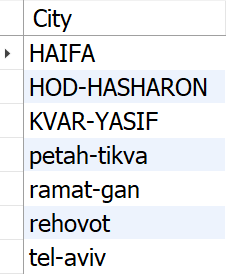 City
HAIFA
HOD-HASHARON
KVAR-YASIF
petah-tikva
ramat-gan
rehovot
tel-aviv